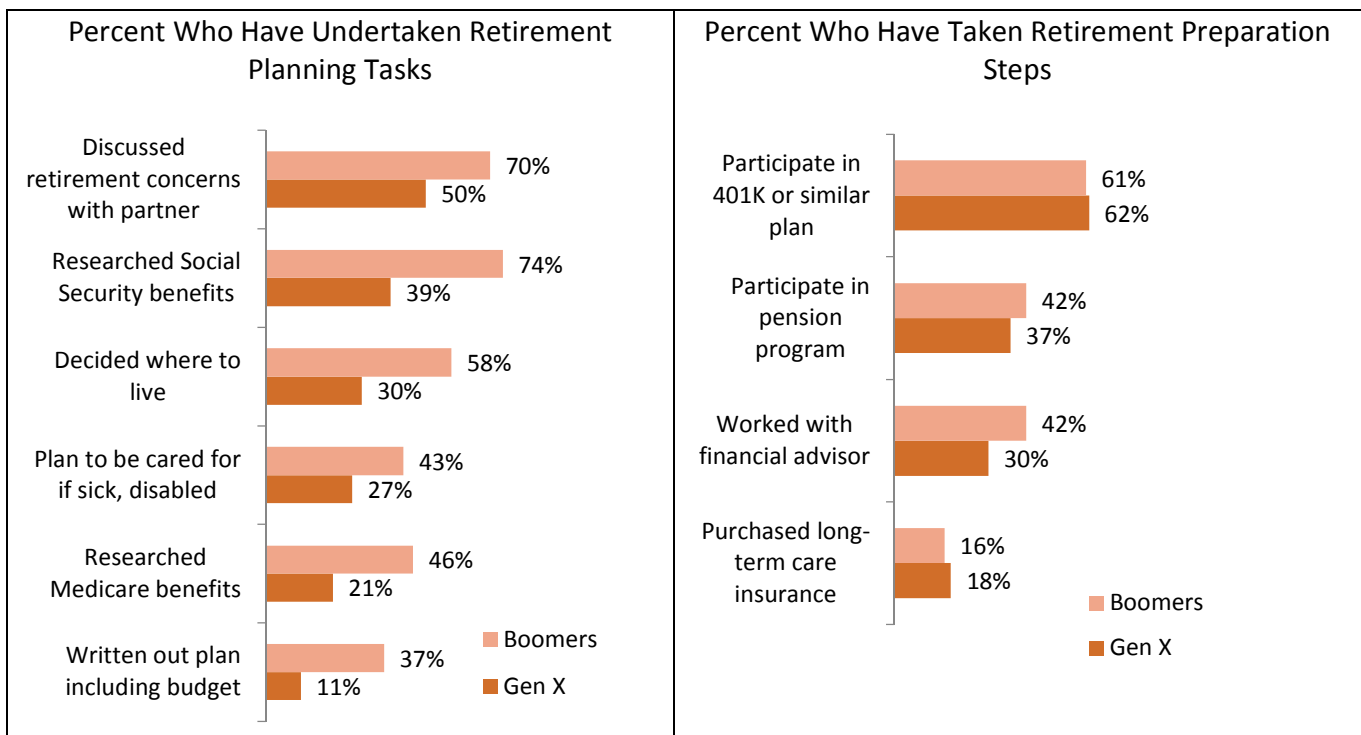 Percent Who Have Undertaken Retirement
Planning Tasks
Discussed
retirement concerns
with partner
70%
50%
Researched Social
Security benefits
74%
39%
Decided where to
live
58%
30%
Plan to be cared for
if sick, disabled
43%
27%
Researched
Medicare benefits
46%
21%
Written out plan
including budget
37%
11%
Boomers
Gen X
Percent Who Have Taken Retirement Preparation
Steps
Participate in
401K or similar
plan
61%
62%
Participate in
pension
program
42%
37%
Worked with
financial advisor
42%
30%
Purchased long-
term care
insurance
16%
18%
Boomers
Gen X